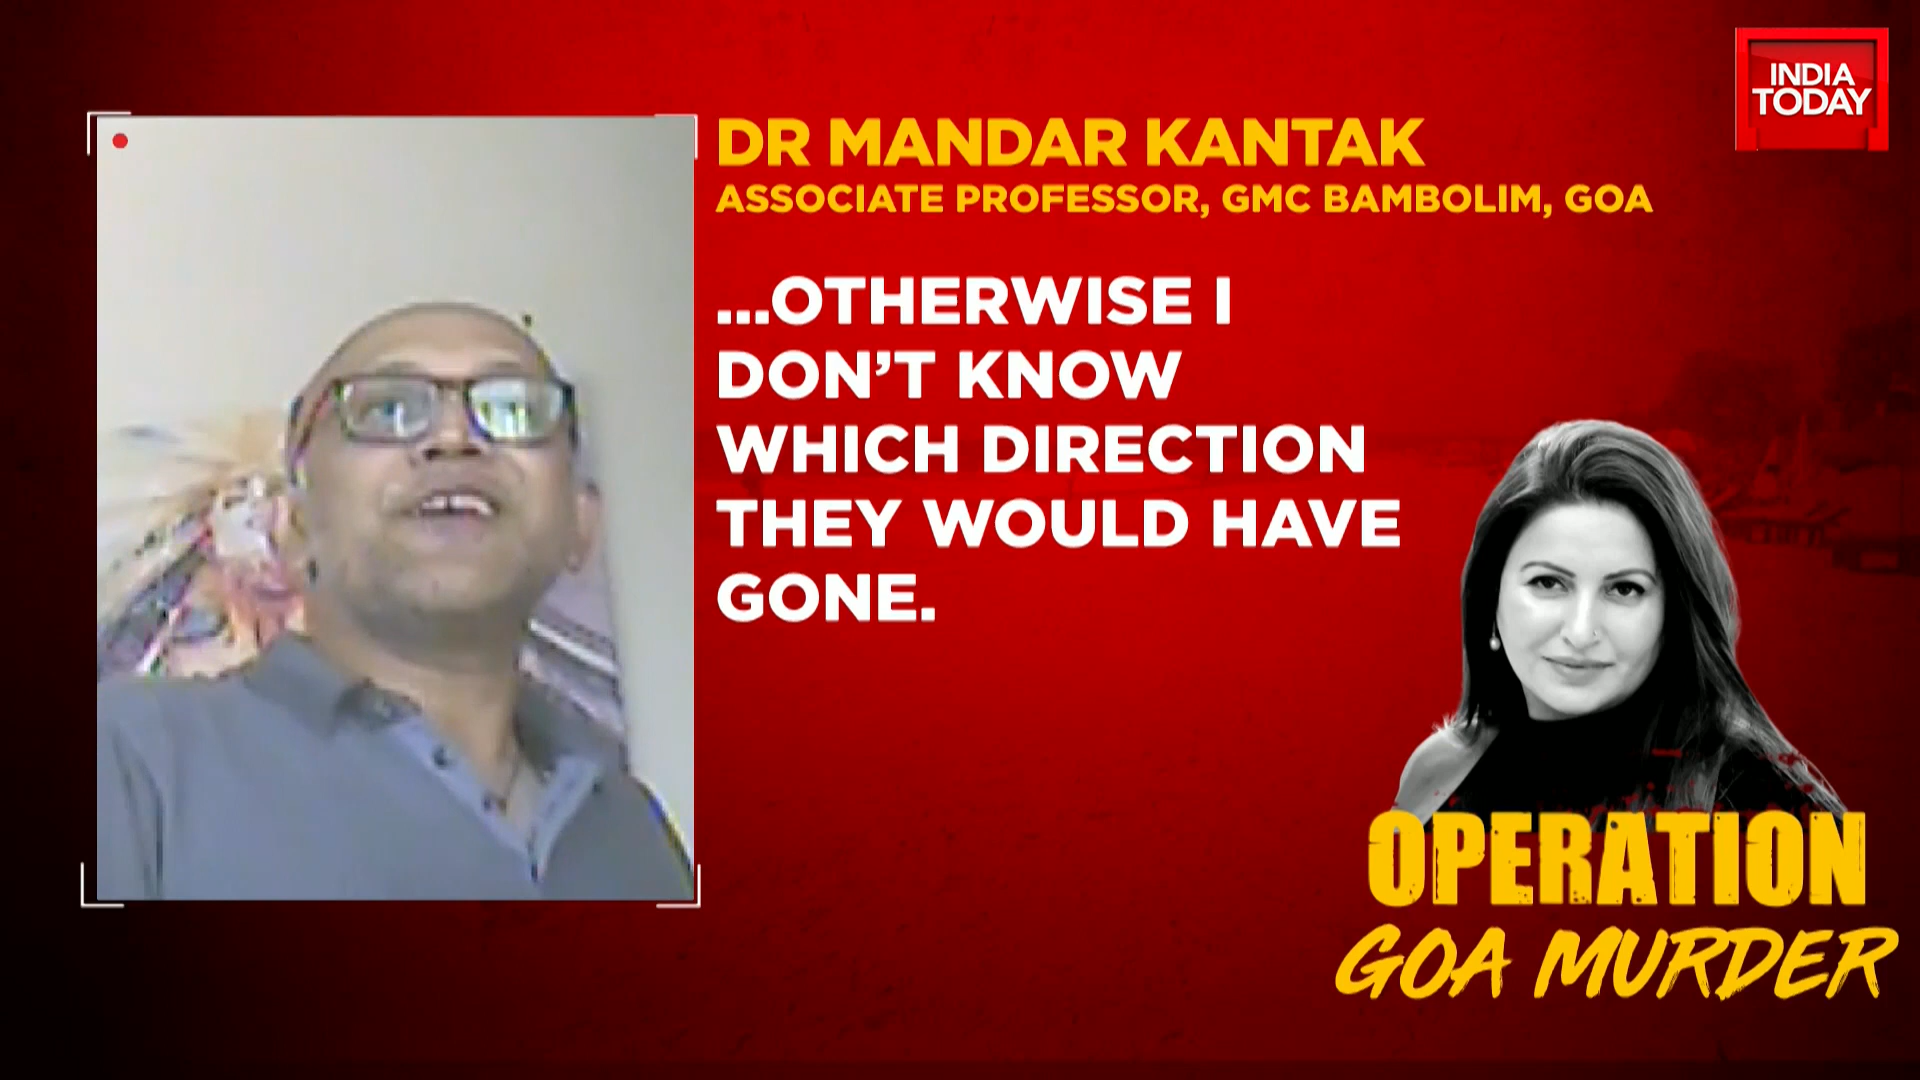 INDIA
TODAY
DR MANDAR KANTAK
ASSOCIATE PROFESSOR, GMC BAMBOLIM, GOA
...OTHERWISE I
DON'T KNOW
WHICH DIRECTION
THEY WOULD HAVE
GONE.
OPERATION
GOA MURDER